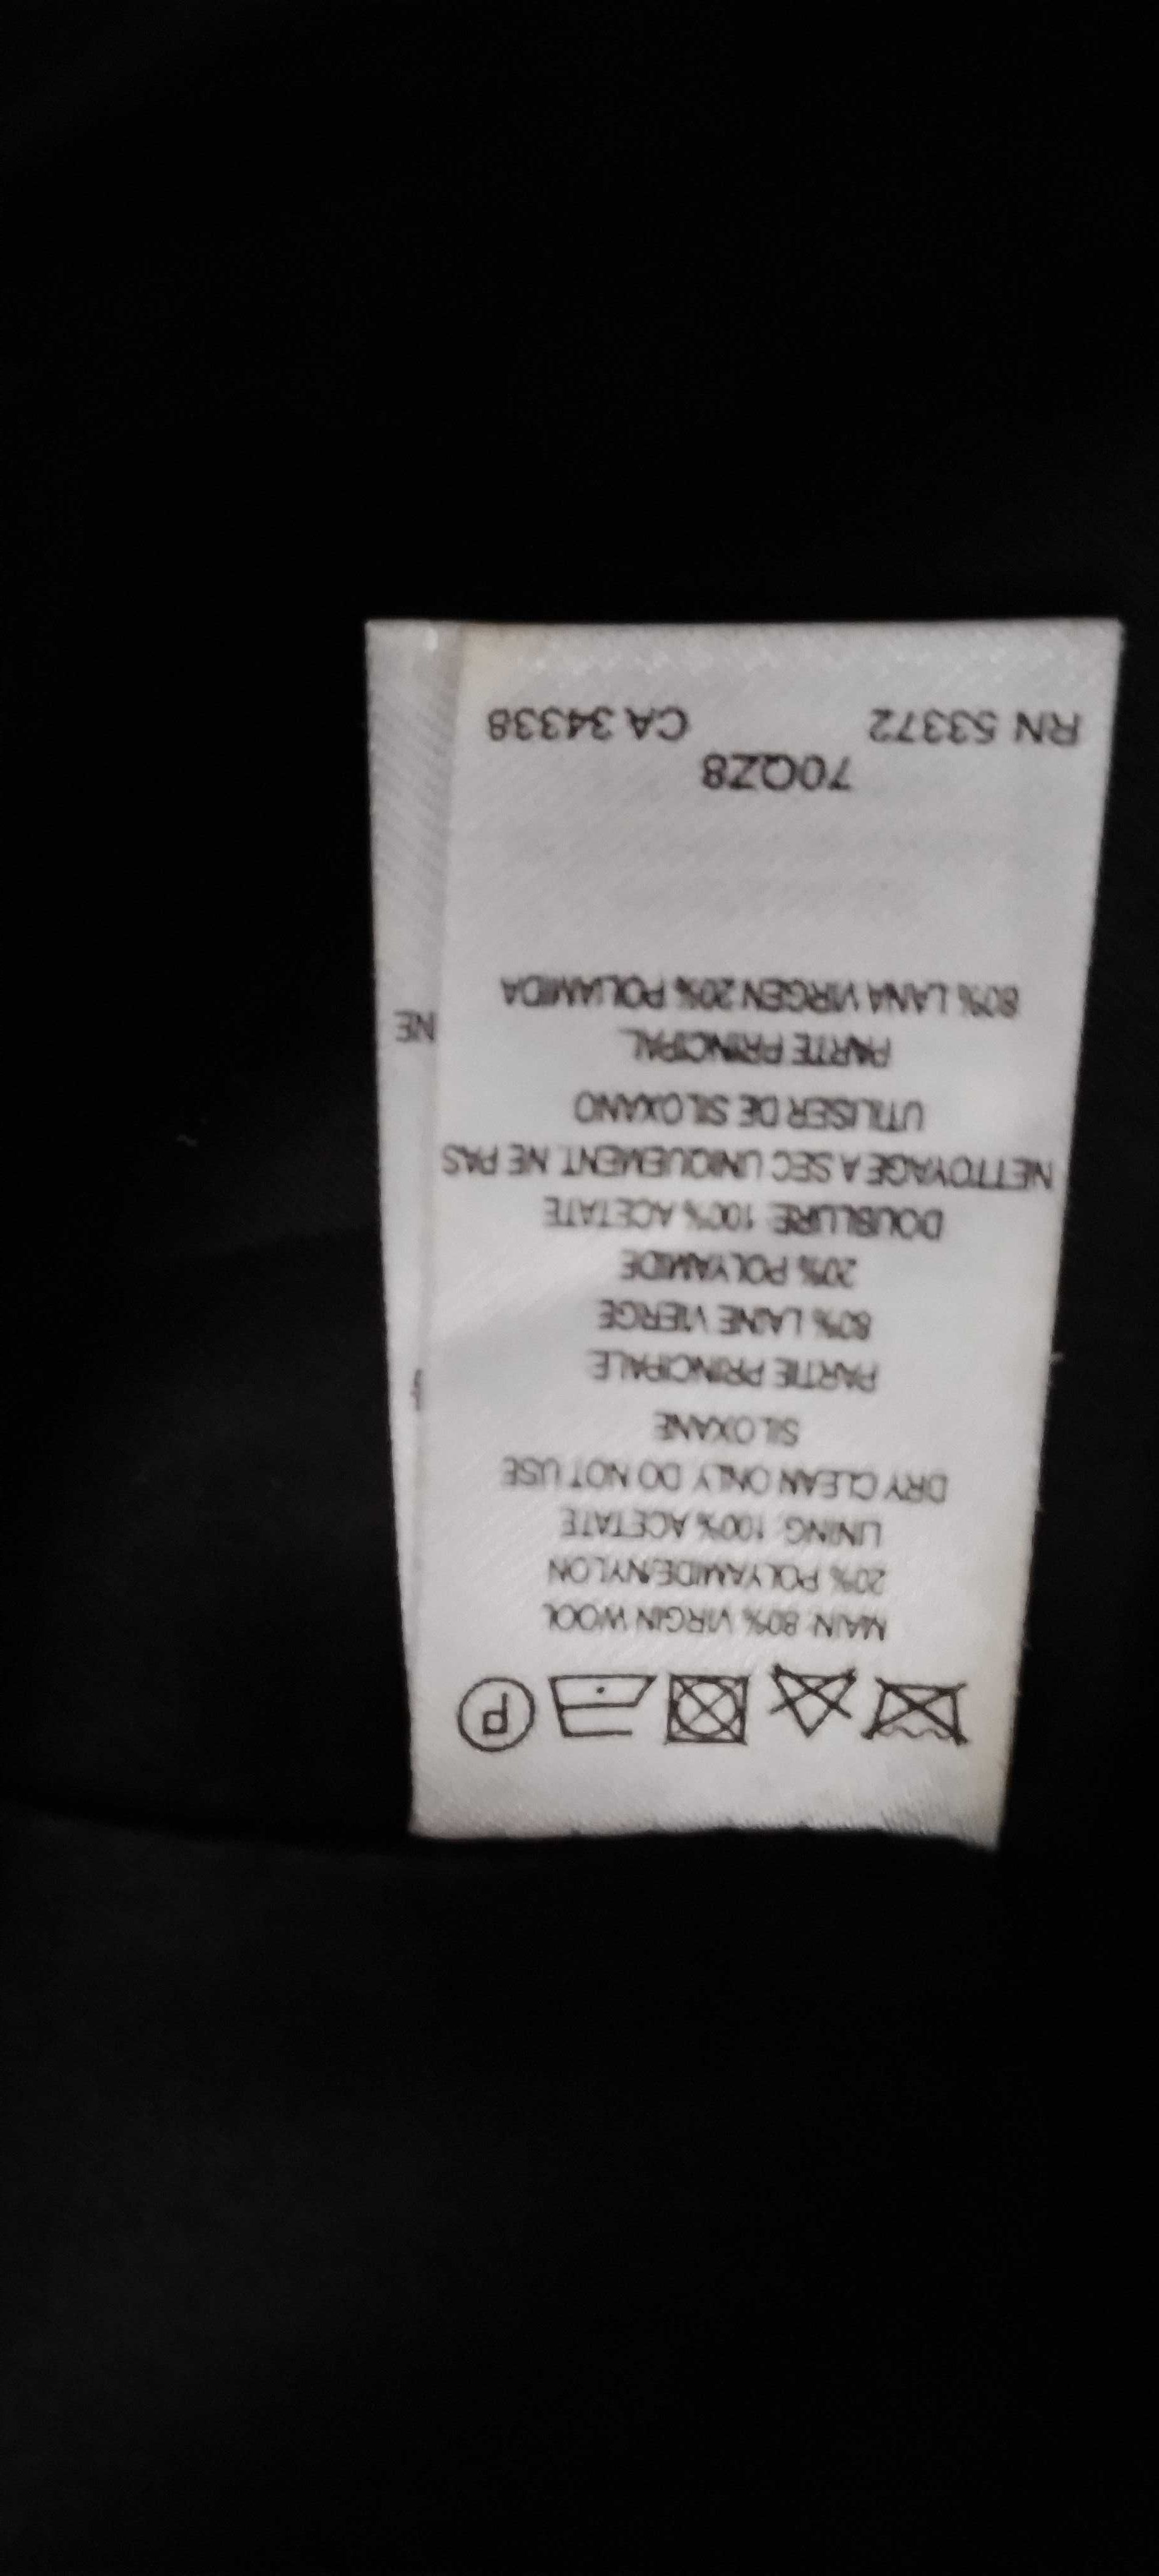 P
MAIN: 80% VIRGIN WOOL
20% POLYAMIDE/NYLON
LINING: 100% ACETATE
DRY CLEAN ONLY DO NOT USE
SILOXANE
PARTIE PRINCIPALE
80% LAINE VIERGE
20% POLYAMIDE
DOUBLURE: 100% ACETATE
NETTOYAGE A SEC UNIQUEMENT. NE PAS
UTILISER DE SILOXANO
PARTE PRINCIPAL
80% LANA VIRGEN 20% POLIAMIDA
70QZ8
RN 53372 CA 34338
NE